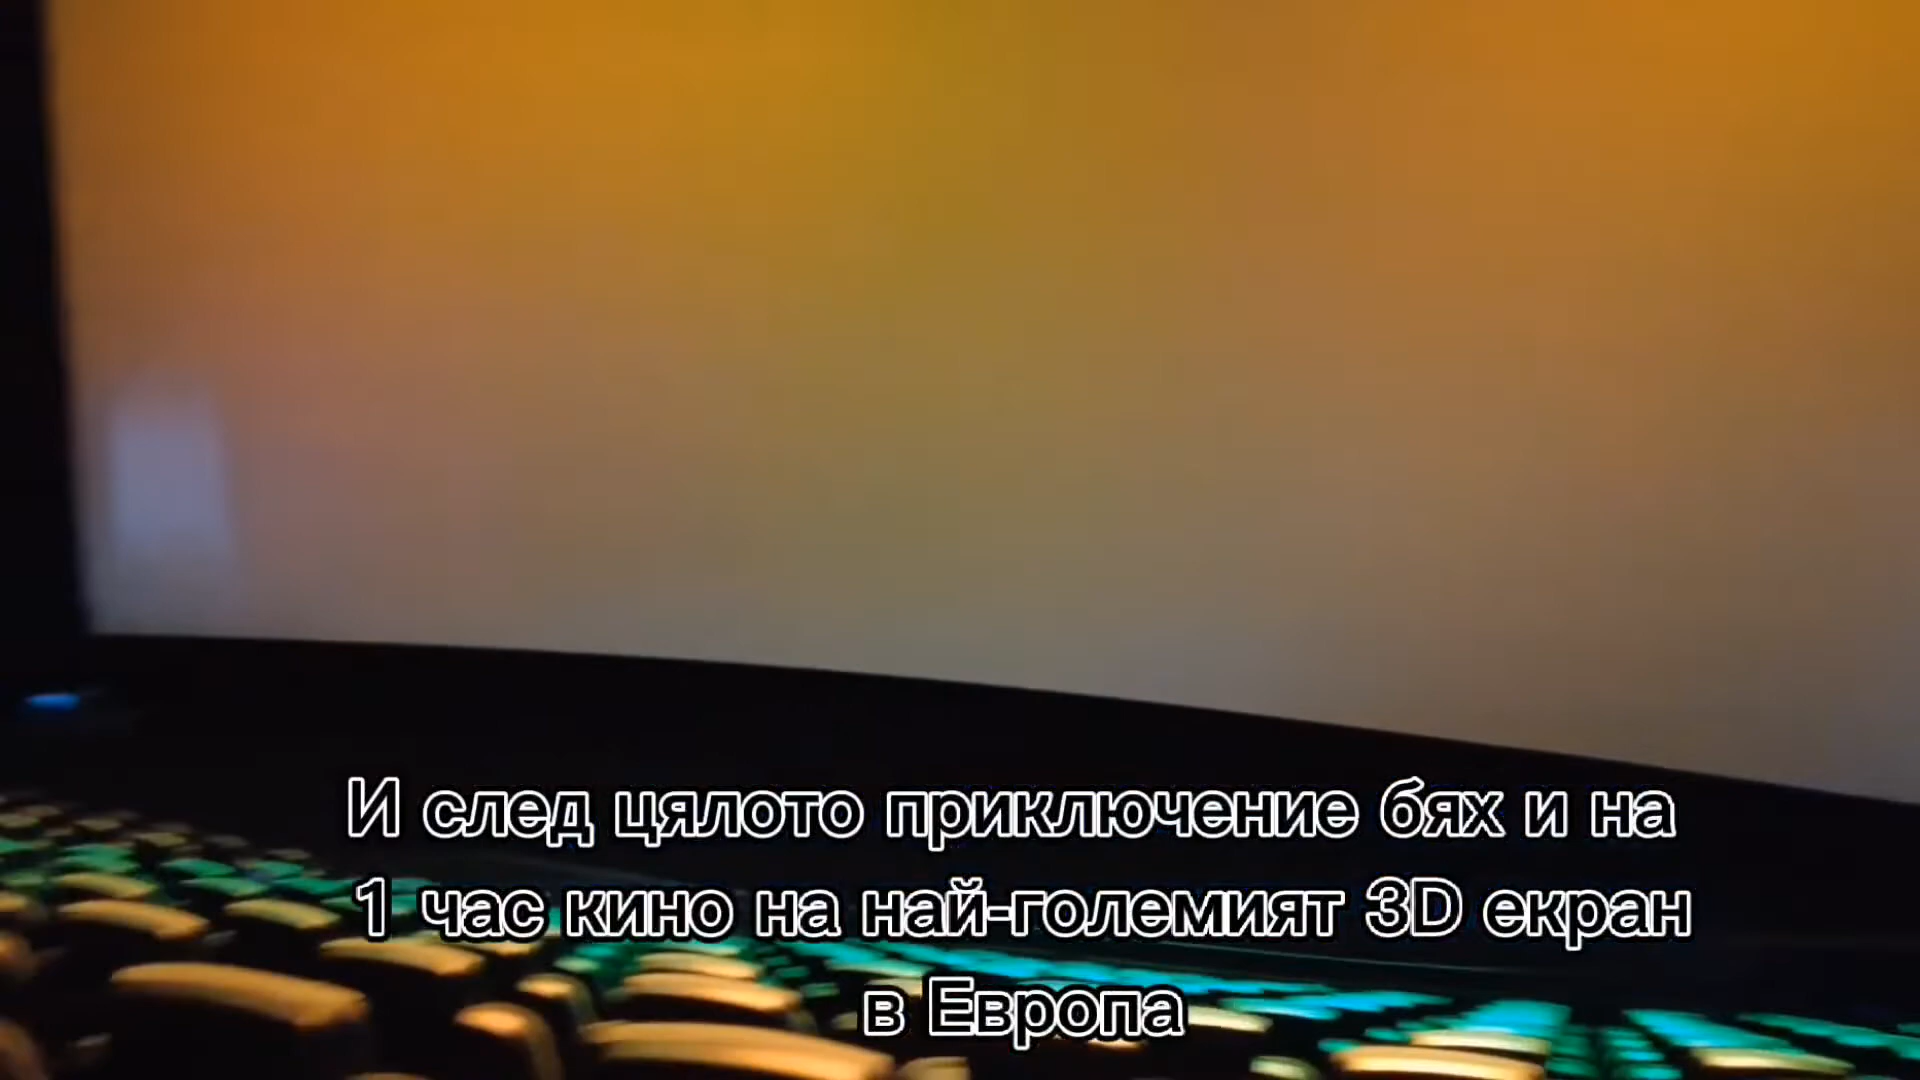 И след цялото приключение бях и на
1 час кино на най-големият 3D екран
в Европа